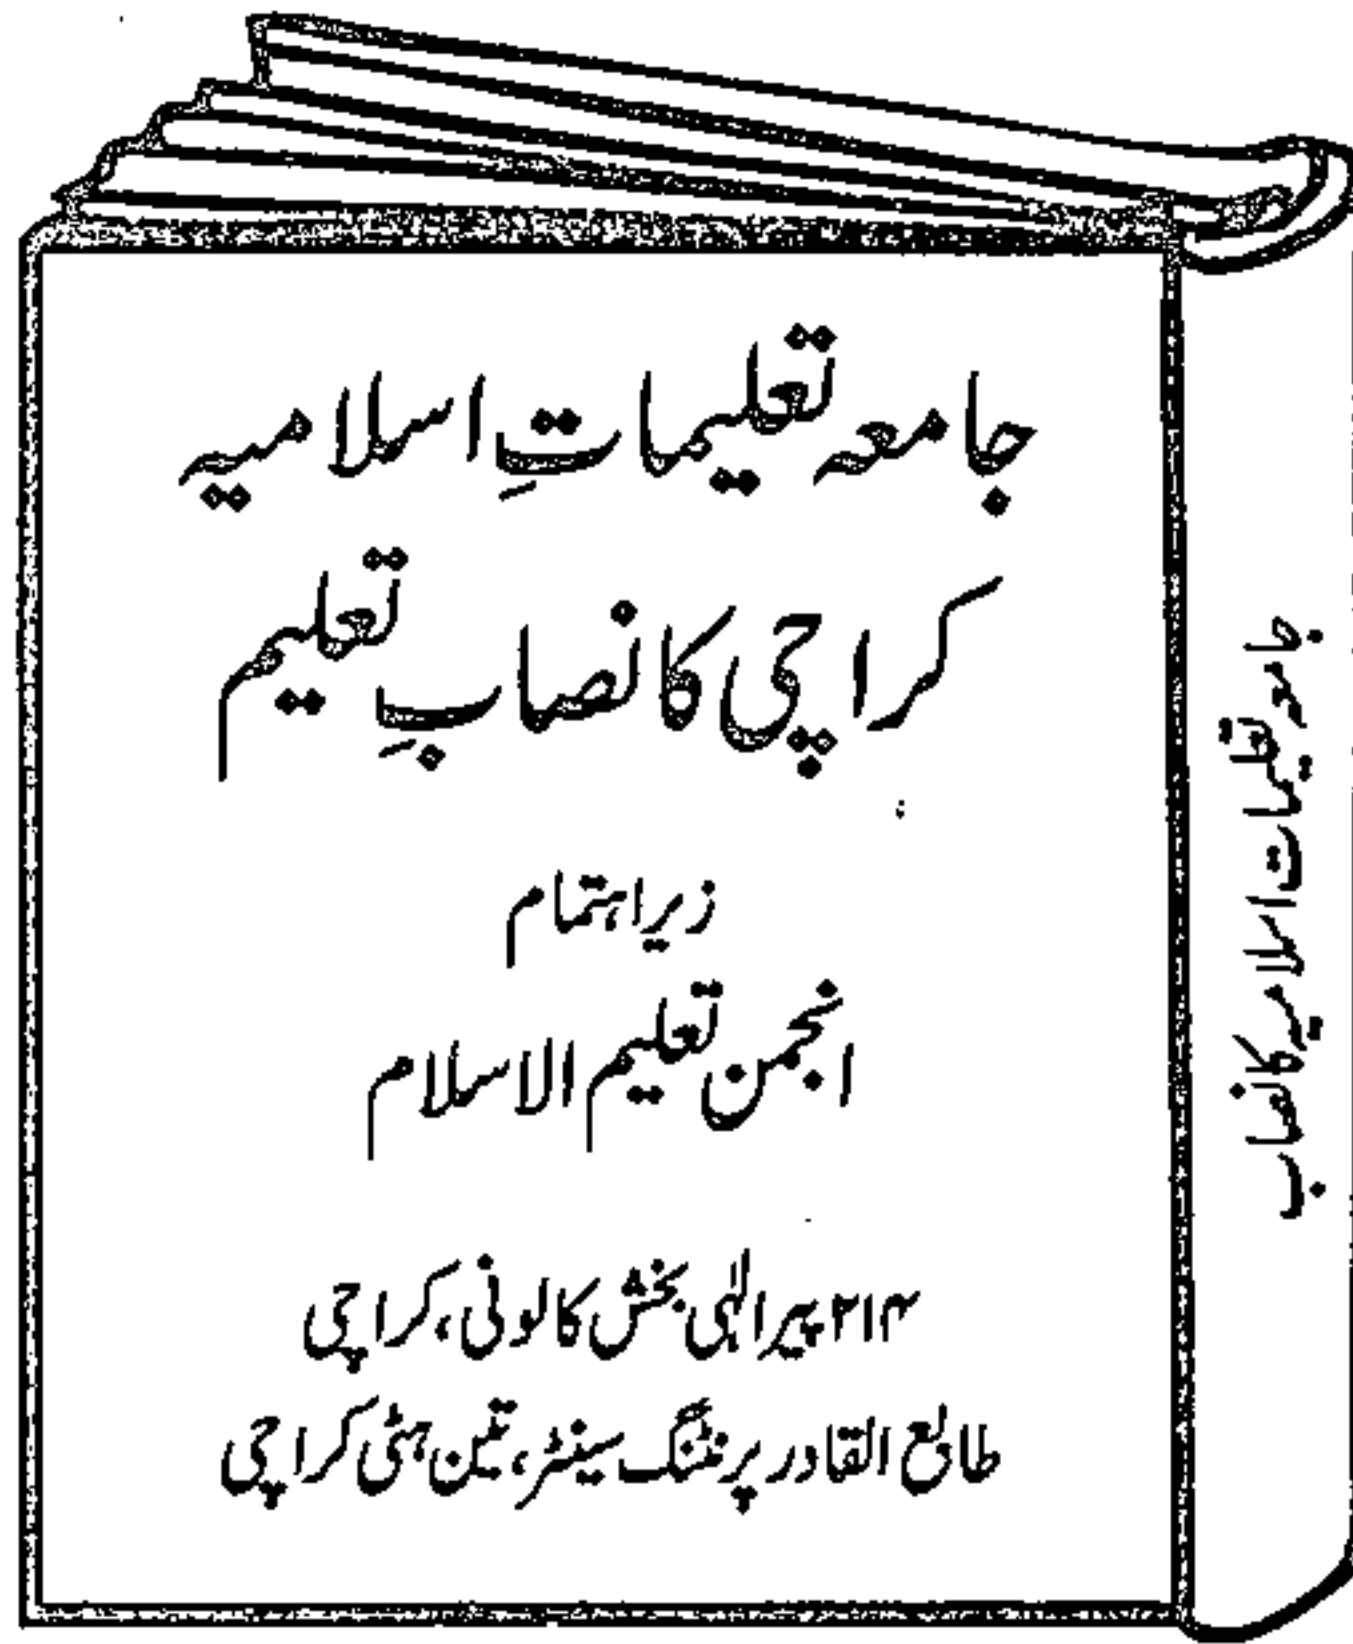 جامعہ تعلیماتِ اسلامیہ
کراچی کا نصابِ تعلیم
زیر اہتمام
انجمن تعلیم الاسلام
۲۱۴ پیر الٰہی بخش کالونی، کراچی
طابع القادر پرنٹنگ سینٹر، تین ہٹی کراچی
جامعہ تعلیمات اسلامیہ کا نصاب